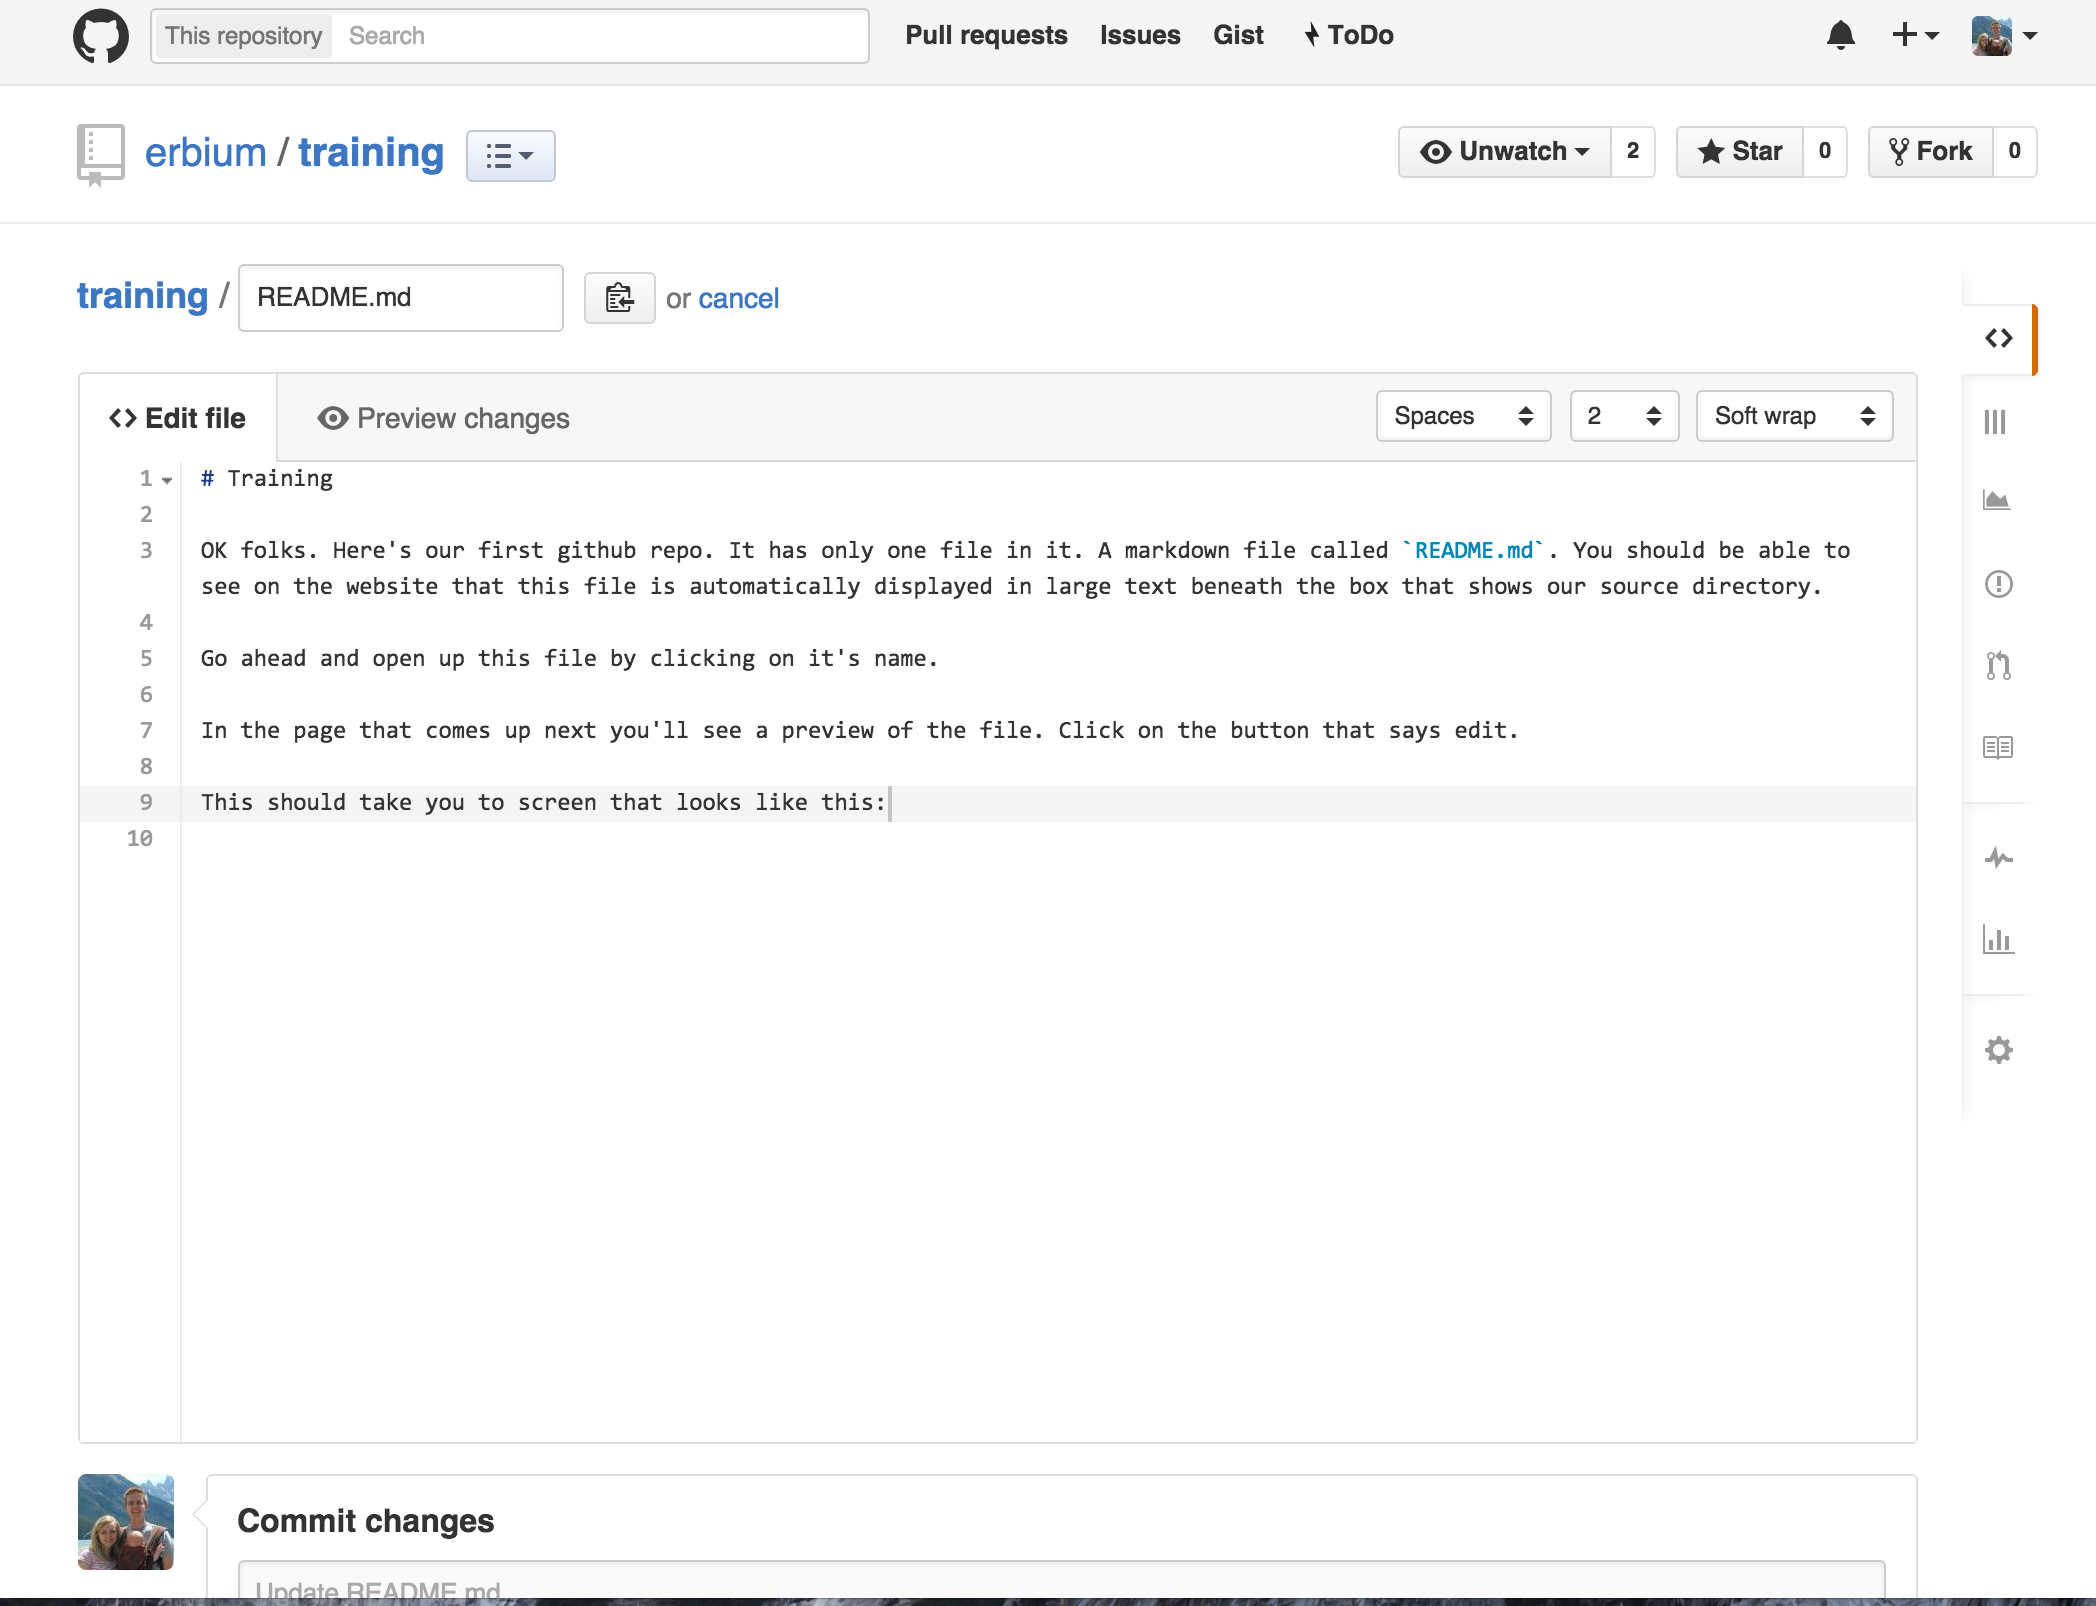 This repository Search Pull requests Issues Gist ToDo
erbium / training Unwatch 2 Star 0 Fork 0
training / README.md or cancel
Edit file Preview changes Spaces 2 Soft wrap
1 # Training
2
3 OK folks. Here's our first github repo. It has only one file in it. A markdown file called `README.md`. You should be able to
see on the website that this file is automatically displayed in large text beneath the box that shows our source directory.
4
5 Go ahead and open up this file by clicking on it's name.
6
7 In the page that comes up next you'll see a preview of the file. Click on the button that says edit.
8
9 This should take you to screen that looks like this:
10
Commit changes
Update README.md